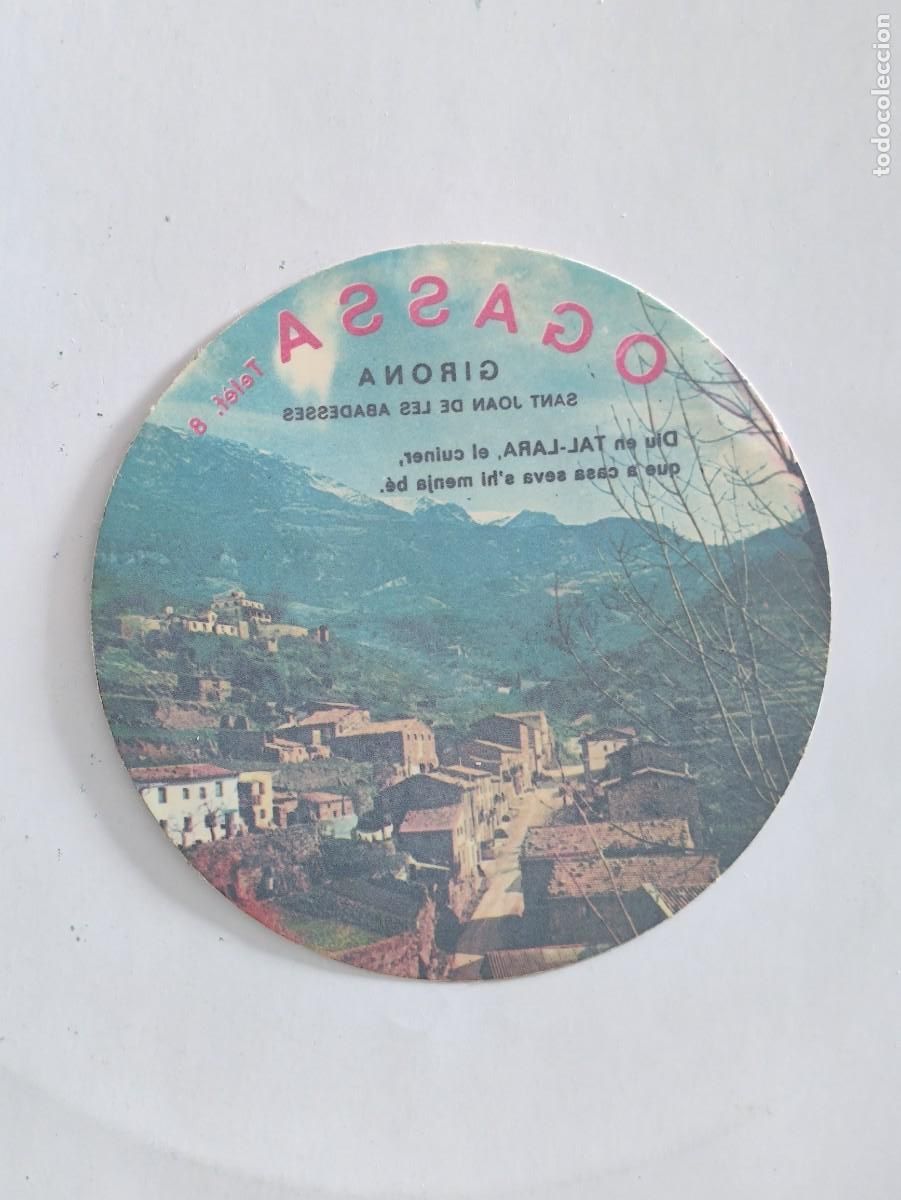 OGASSA
Teléf. 8
GIRONA
SANT JOAN DE LES ABADESSES
Diu en TAL-LARA, el cuiner,
que a casa seva s'hi menja bé.
todocoleccion